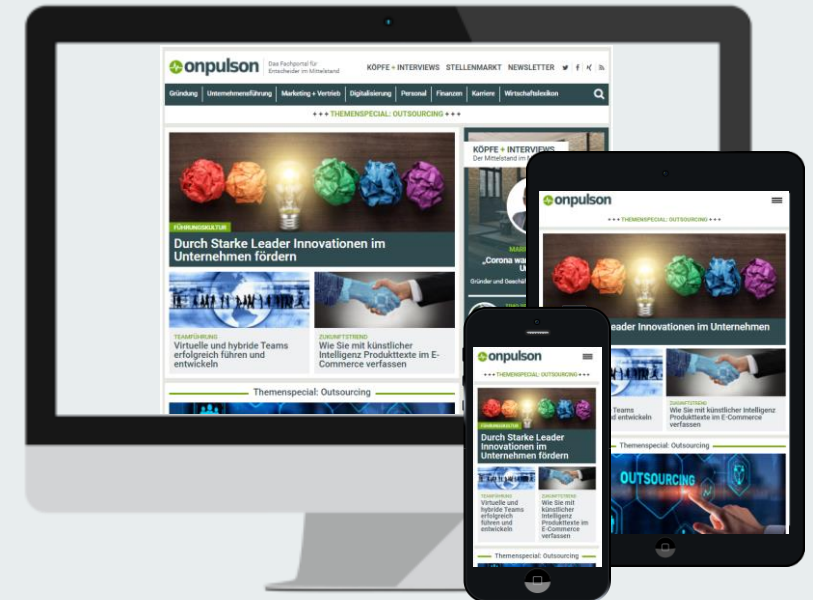 onpulson
Das Fachportal für
Entscheider im Mittelstand
KÖPFE + INTERVIEWS STELLENMARKT NEWSLETTER
Gründung Unternehmensführung Marketing + Vertrieb Digitalisierung Personal Finanzen Karriere Wirtschaftslexikon
+ + + THEMENSPECIAL: OUTSOURCING + + +
FÜHRUNGSKULTUR
Durch Starke Leader Innovationen im
Unternehmen fördern
TEAMFÜHRUNG
Virtuelle und hybride Teams
erfolgreich führen und
entwickeln
ZUKUNFTSTREND
Wie Sie mit künstlicher
Intelligenz Produkttexte im E-
Commerce verfassen
Themenspecial: Outsourcing
KÖPFE + INTERVIEWS
Der Mittelstand im
„Corona
Gründer und
onpulson
+ + + THEMENSPECIAL: OUTSOURCING + + +
eader Innovationen im Unternehmen
Teams
d entwickeln
ZUKUNFTSTREND
Wie Sie mit künstlicher Intelligenz
Produkttexte im E-Commerce
verfassen
Themenspecial: Outsourcing
OUTSOURCING
onpulson
+ + + THEMENSPECIAL: OUTSOURCING + + +
FÜHRUNGSKULTUR
Durch Starke Leader
Innovationen im
Unternehmen fördern
TEAMFÜHRUNG
Virtuelle und
hybride Teams
erfolgreich
führen und
entwickeln
ZUKUNFTSTREND
Wie Sie mit
künstlicher
Intelligenz
Produkttexte im
E-Commerce
verfassen
Themenspecial: Outsourcing